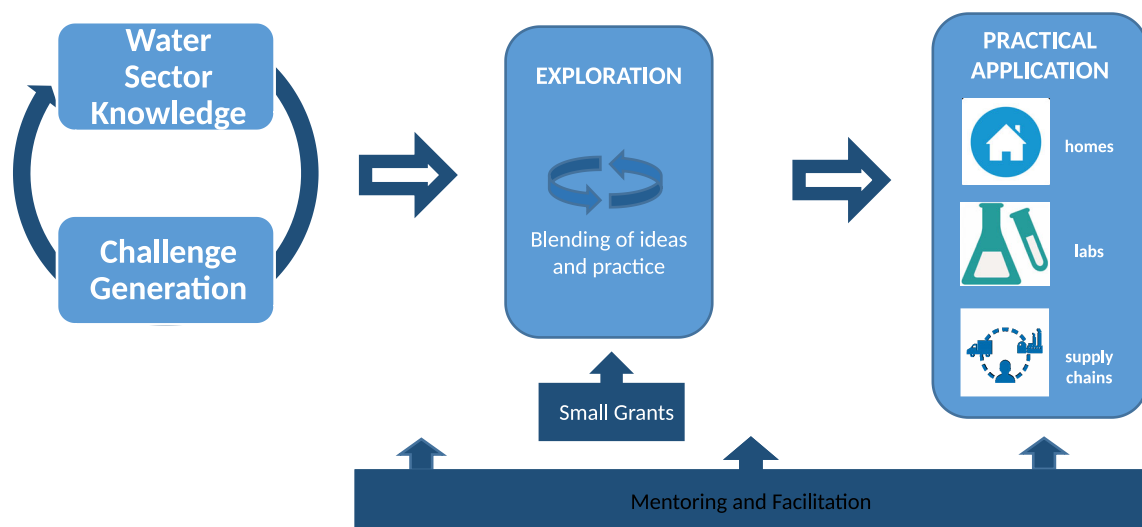 Water
Sector
Knowledge
Challenge
Generation
EXPLORATION
Blending of ideas
and practice
Small Grants
PRACTICAL
APPLICATION
homes
labs
supply
chains
Mentoring and Facilitation